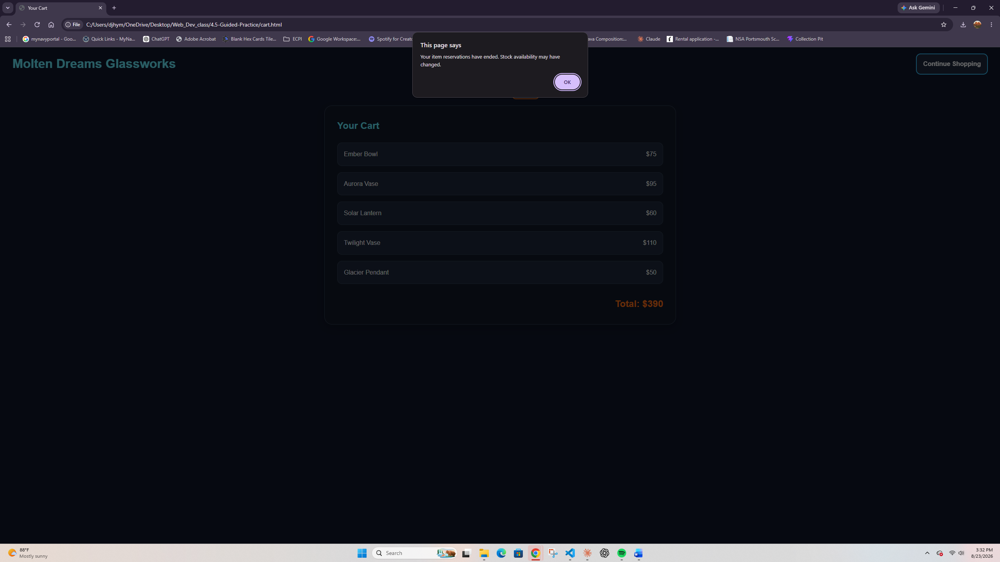 Your Cart
Ask Gemini
File
C:/Users/djhym/OneDrive/Desktop/Web_Dev_class/4.5-Guided-Practice/cart.html
mynavyportal - Goo...
Quick Links - MyNa...
ChatGPT
Adobe Acrobat
Blank Hex Cards Tile...
ECPI
Google Workspace:...
Spotify for Creato
ava Composition:...
Claude
Rental application -...
NSA Portsmouth Sc...
Collection Pit
This page says
Your item reservations have ended. Stock availability may have
changed.
OK
Molten Dreams Glassworks
Continue Shopping
Your Cart
Ember Bowl $75
Aurora Vase $95
Solar Lantern $60
Twilight Vase $110
Glacier Pendant $50
Total: $390
88°F
Mostly sunny
Search
3:32 PM
8/23/2026